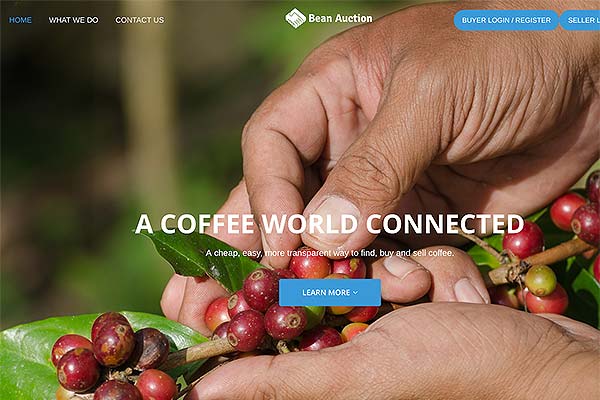 HOME WHAT WE DO CONTACT US Bean Auction BUYER LOGIN / REGISTER SELLER L
A COFFEE WORLD CONNECTED
A cheap, easy, more transparent way to find, buy and sell coffee.
LEARN MORE